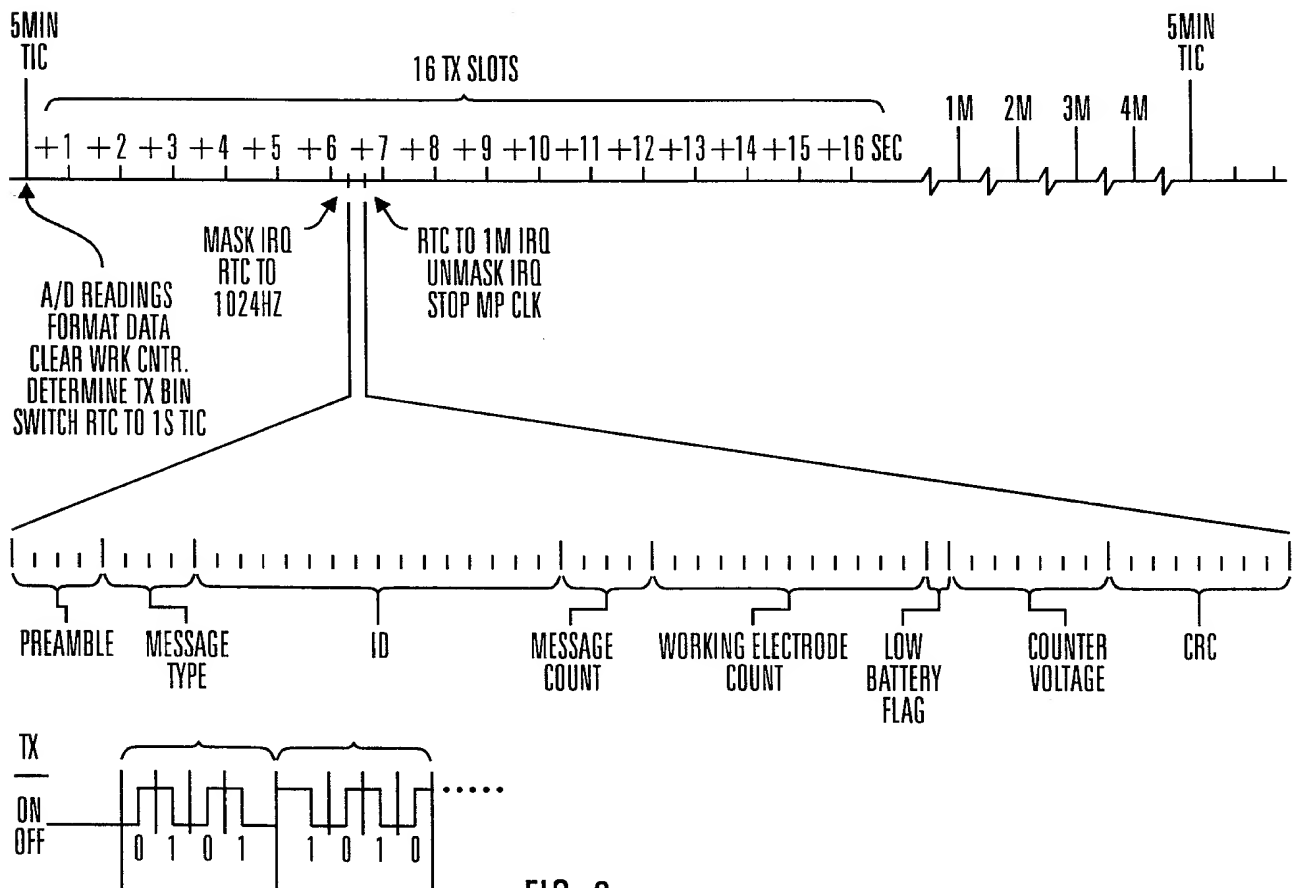 5MIN
TIC
16 TX SLOTS
5MIN
TIC
1M 2M 3M 4M
+1 +2 +3 +4 +5 +6 +7 +8 +9 +10 +11 +12 +13 +14 +15 +16 SEC
MASK IRQ
RTC TO
1024HZ
RTC TO 1M IRQ
UNMASK IRQ
STOP MP CLK
A/D READINGS
FORMAT DATA
CLEAR WRK CNTR.
DETERMINE TX BIN
SWITCH RTC TO 1S TIC
PREAMBLE
MESSAGE
TYPE
ID
MESSAGE
COUNT
WORKING ELECTRODE
COUNT
LOW
BATTERY
FLAG
COUNTER
VOLTAGE
CRC
TX
ON
OFF
0 1 0 1 1 0 1 0